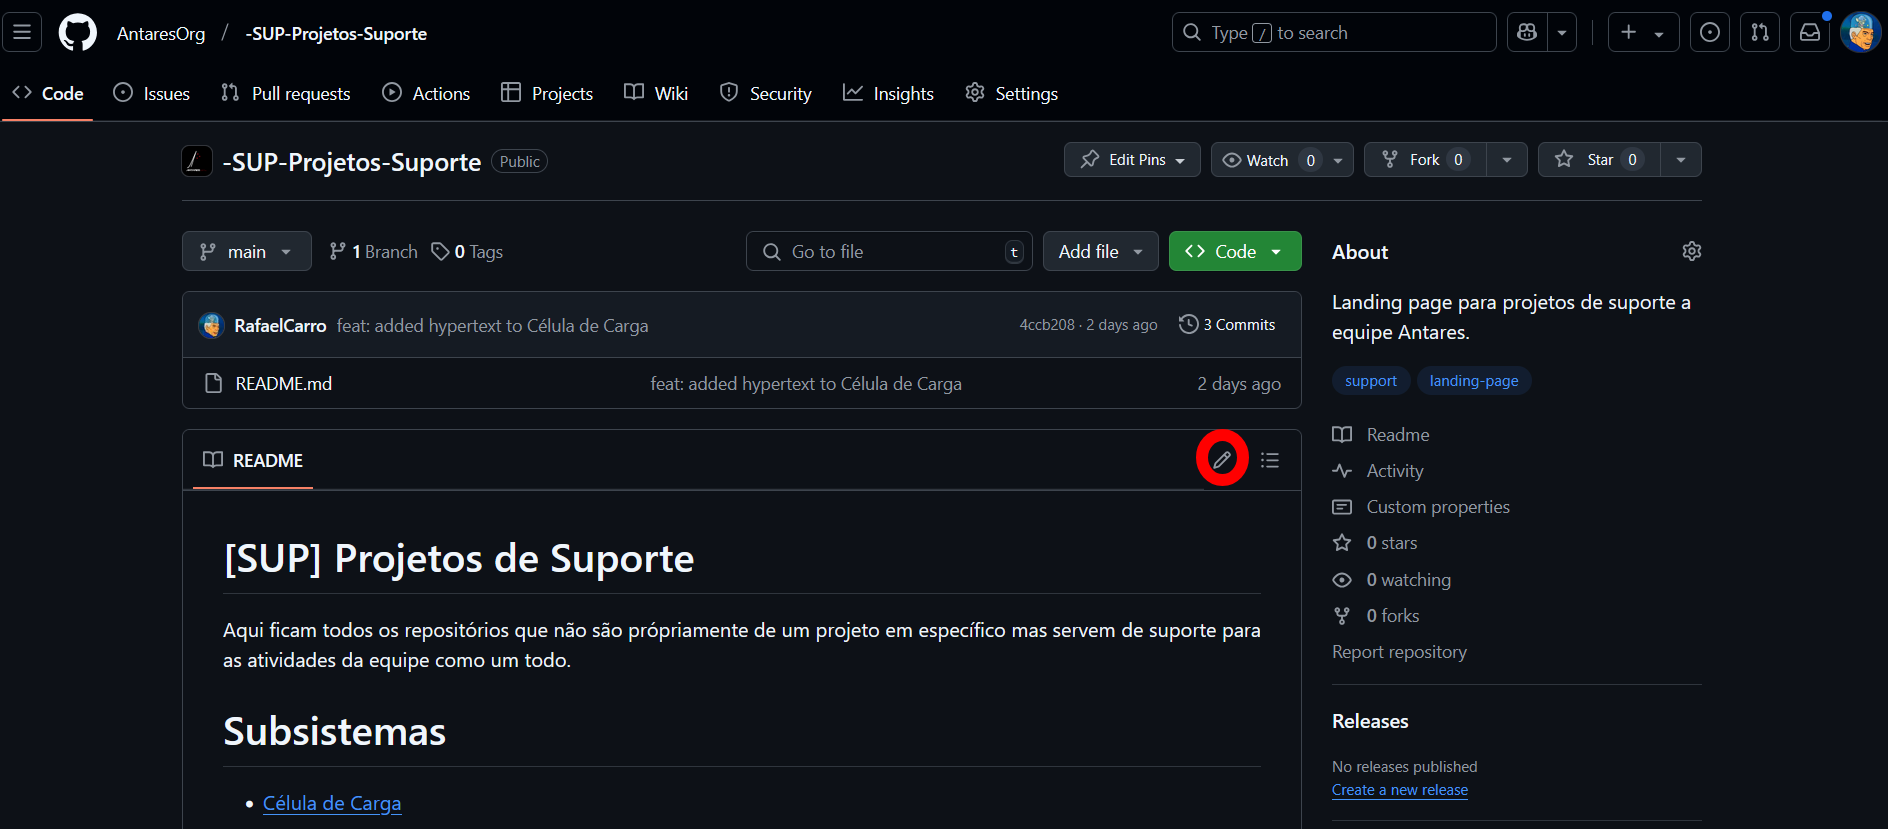 AntaresOrg / -SUP-Projetos-Suporte
Type / to search
Code Issues Pull requests Actions Projects Wiki Security Insights Settings
-SUP-Projetos-Suporte Public
Edit Pins Watch 0 Fork 0 Star 0
main 1 Branch 0 Tags
Go to file t Add file Code
RafaelCarro feat: added hypertext to Célula de Carga 4ccb208 · 2 days ago 3 Commits
README.md feat: added hypertext to Célula de Carga 2 days ago
README
[SUP] Projetos de Suporte
Aqui ficam todos os repositórios que não são própriamente de um projeto em específico mas servem de suporte para
as atividades da equipe como um todo.
Subsistemas
• Célula de Carga
About
Landing page para projetos de suporte a
equipe Antares.
support landing-page
Readme
Activity
Custom properties
0 stars
0 watching
0 forks
Report repository
Releases
No releases published
Create a new release